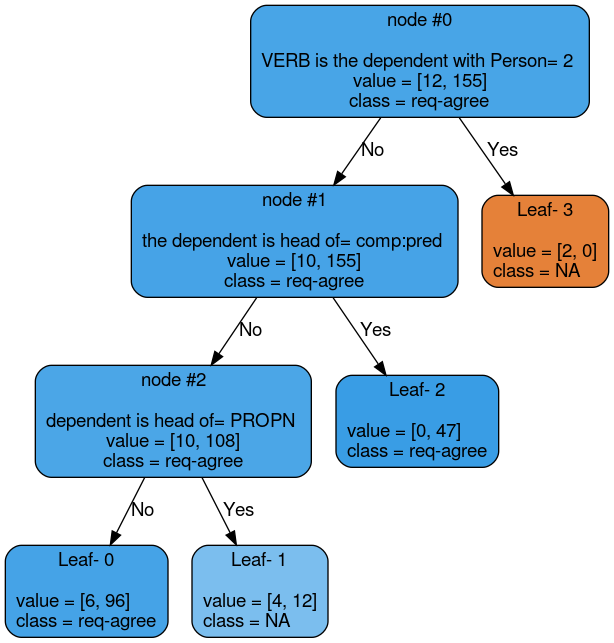 node #0
VERB is the dependent with Person= 2
value = [12, 155]
class = req-agree
No
Yes
node #1
the dependent is head of= comp:pred
value = [10, 155]
class = req-agree
Leaf- 3
value = [2, 0]
class = NA
No
Yes
node #2
dependent is head of= PROPN
value = [10, 108]
class = req-agree
Leaf- 2
value = [0, 47]
class = req-agree
No
Yes
Leaf- 0
value = [6, 96]
class = req-agree
Leaf- 1
value = [4, 12]
class = NA